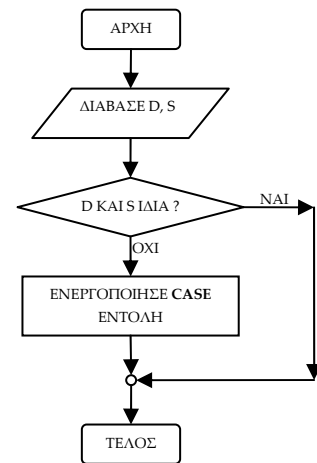 ΑΡΧΗ
ΔΙΑΒΑΣΕ D, S
D ΚΑΙ S ΙΔΙΑ ?
ΝΑΙ
ΟΧΙ
ΕΝΕΡΓΟΠΟΙΗΣΕ CASE
ΕΝΤΟΛΗ
ΤΕΛΟΣ